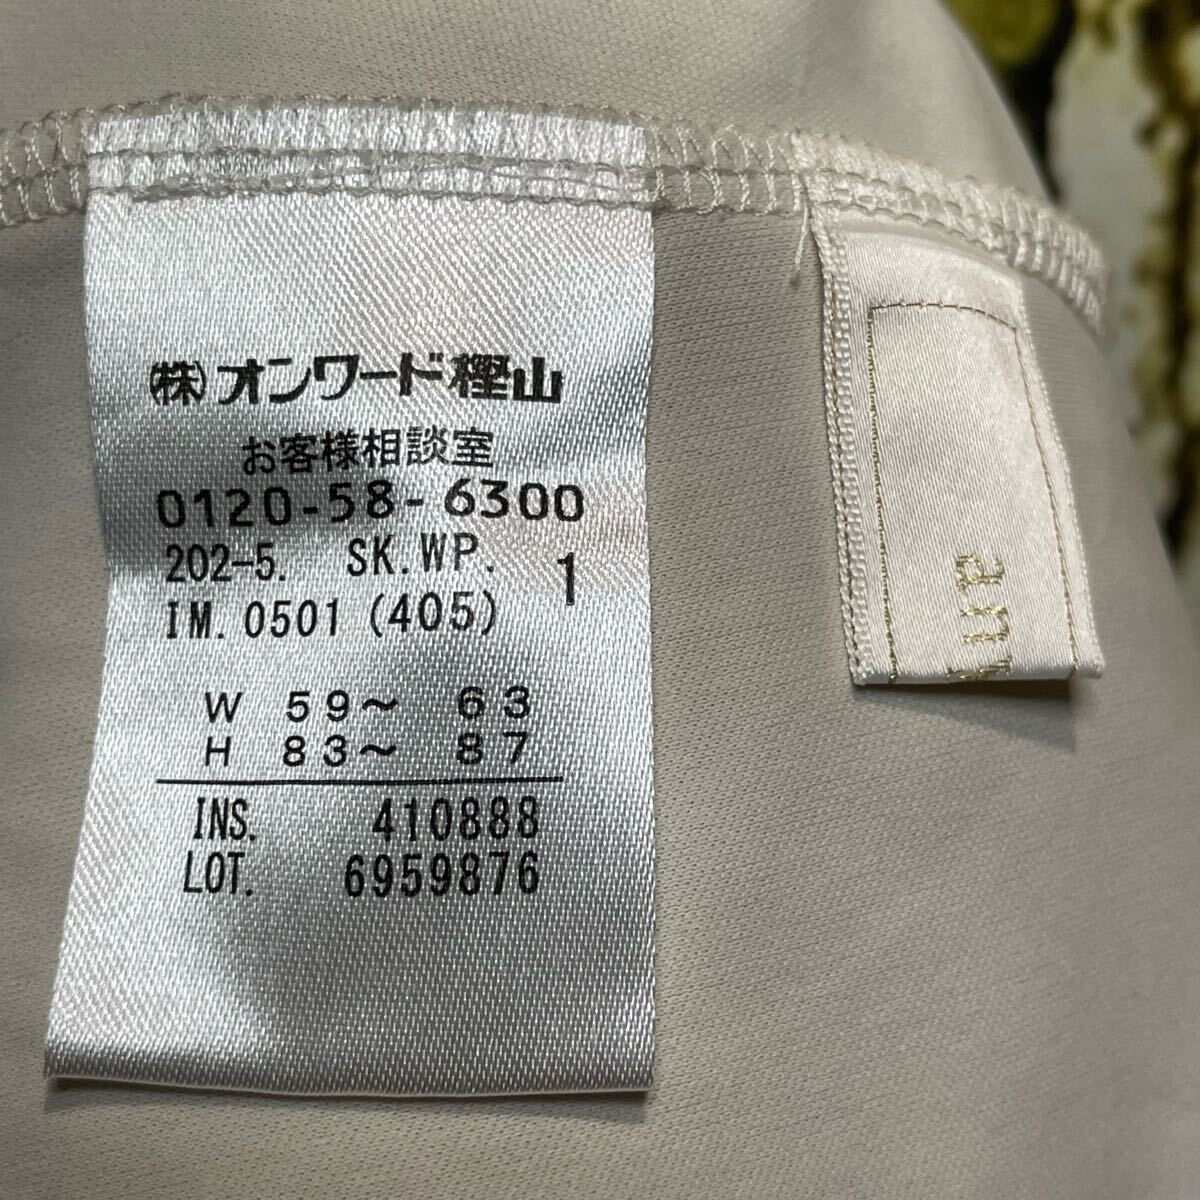 ㈱オンワード樫山
お客様相談室
0120-58-6300
202-5. SK.WP. 1
IM.0501(405)
W 59～ 63
H 83～ 87
INS. 410888
LOT. 6959876